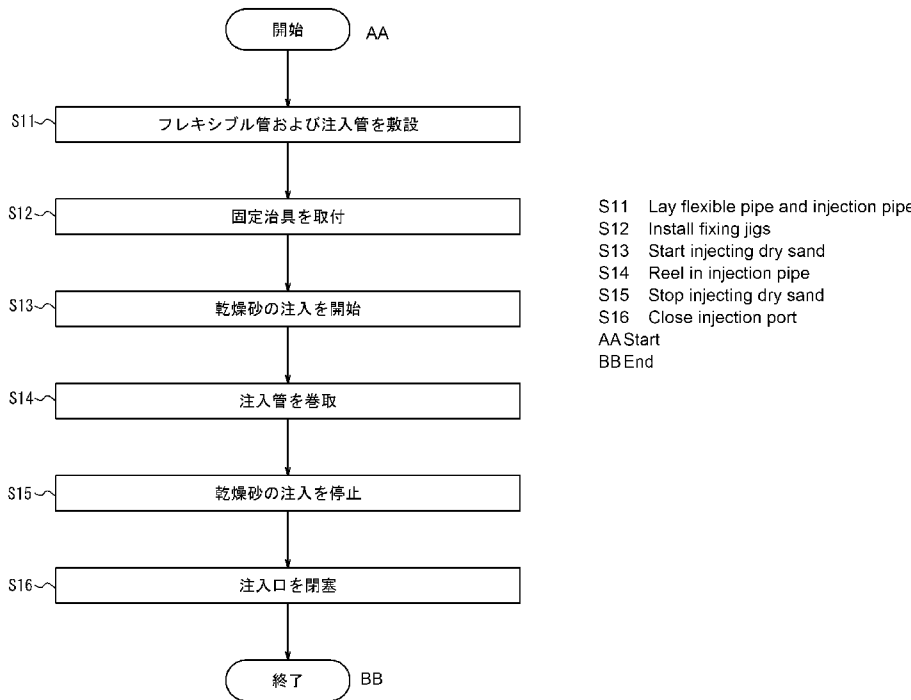 開始 AA
S11 フレキシブル管および注入管を敷設
S12 固定治具を取付
S13 乾燥砂の注入を開始
S14 注入管を巻取
S15 乾燥砂の注入を停止
S16 注入口を閉塞
終了 BB
S11 Lay flexible pipe and injection pipe
S12 Install fixing jigs
S13 Start injecting dry sand
S14 Reel in injection pipe
S15 Stop injecting dry sand
S16 Close injection port
AA Start
BB End